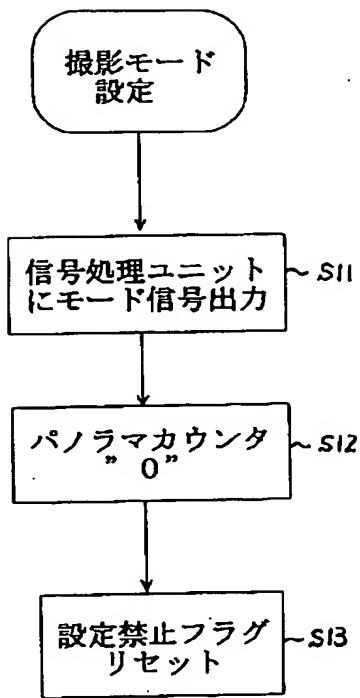 撮影モード
設定
信号処理ユニット
にモード信号出力
~S11
パノラマカウンタ
”0”
~S12
設定禁止フラグ
リセット
~S13